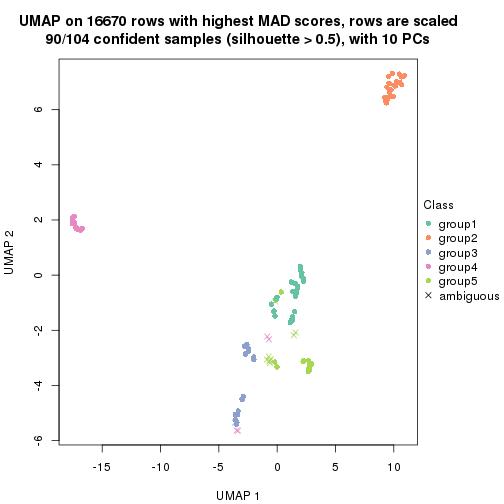 UMAP on 16670 rows with highest MAD scores, rows are scaled
90/104 confident samples (silhouette > 0.5), with 10 PCs
UMAP 2
6
4
2
0
-2
-4
-6
-15
-10
-5
0
5
10
UMAP 1
Class
group1
group2
group3
group4
group5
ambiguous